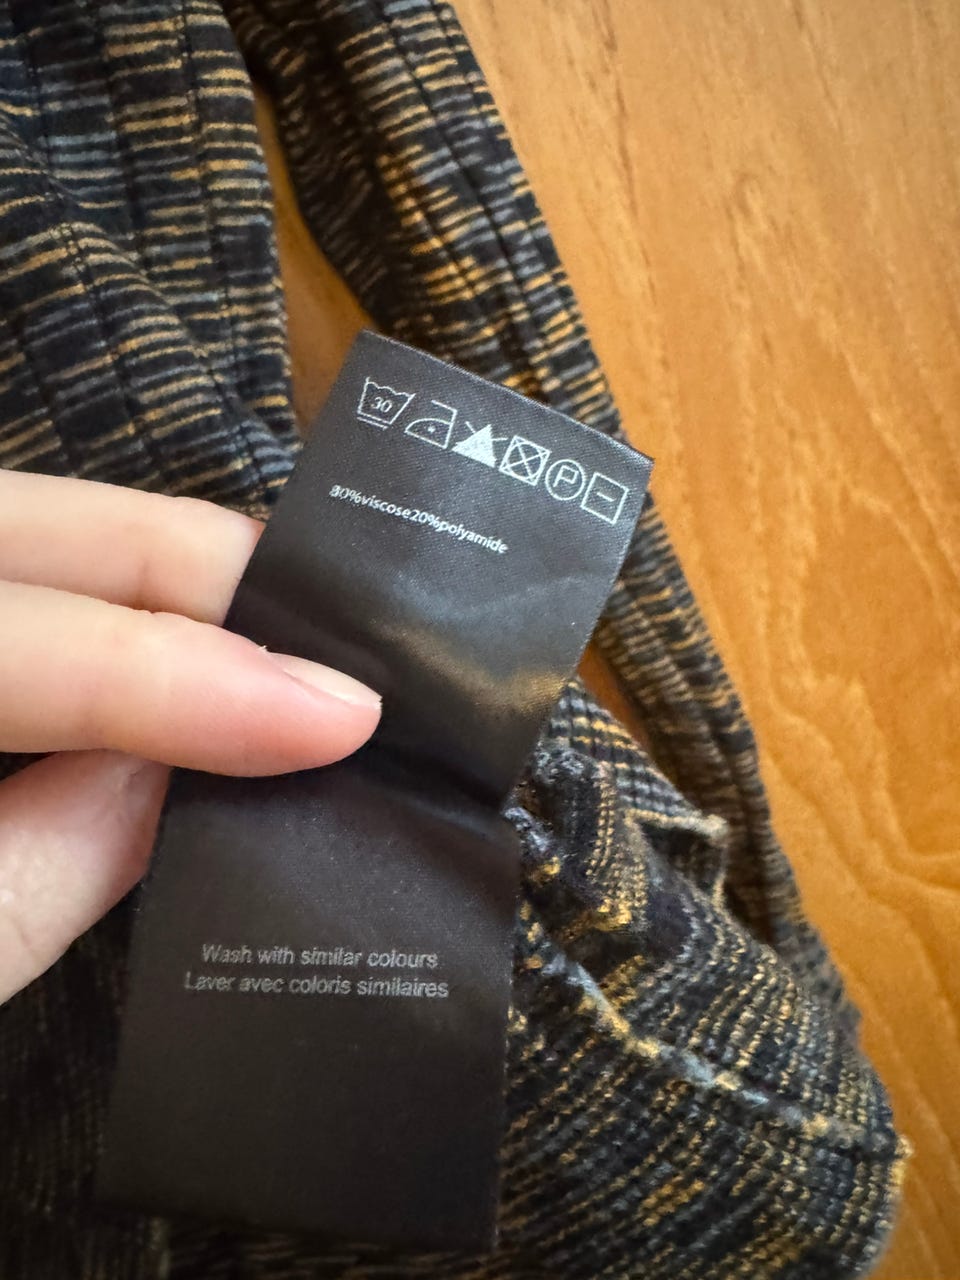 30
P
80%viscose20%polyamide
Wash with similar colours
Laver avec coloris similaires